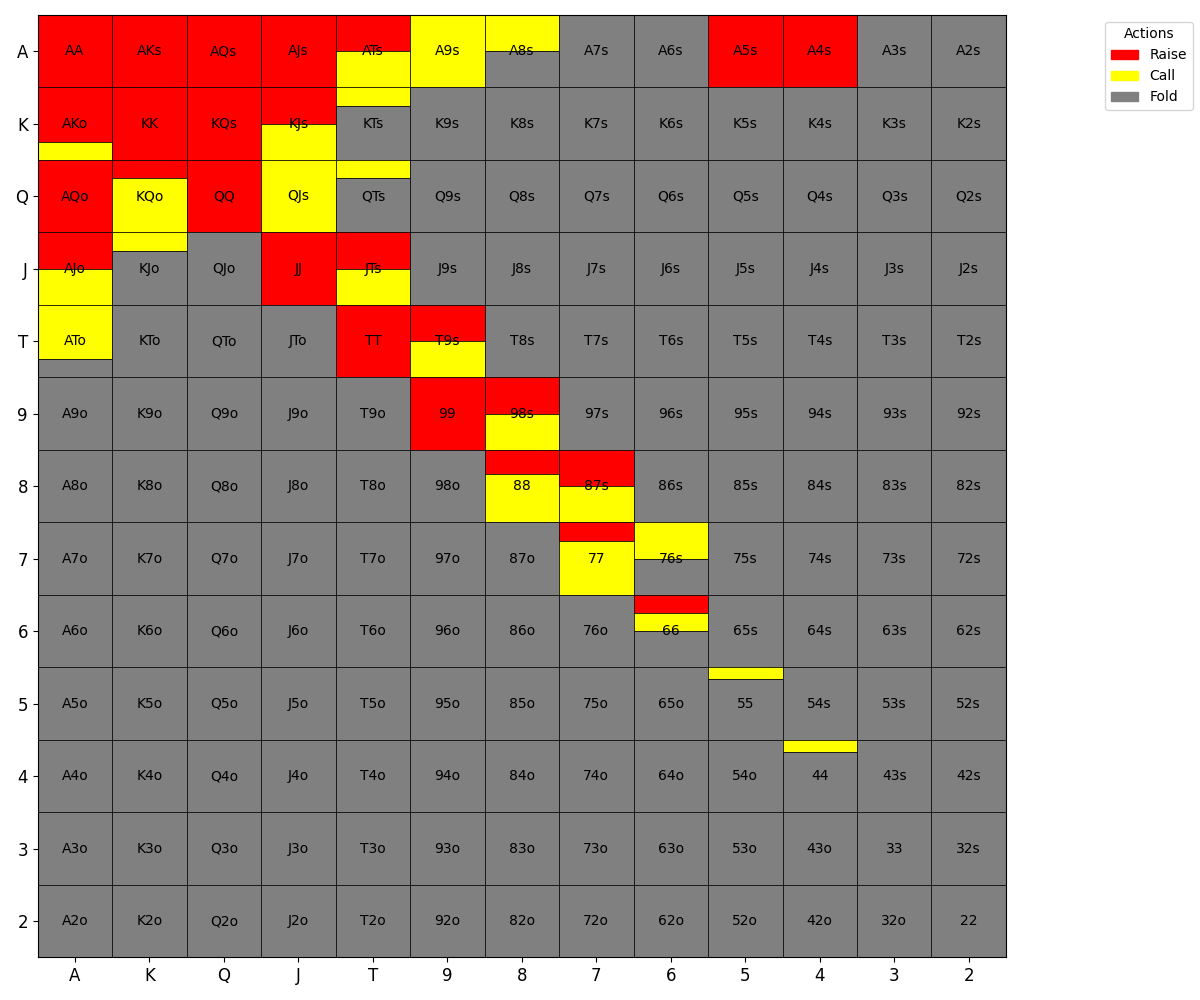 Actions
Raise
Call
Fold
A AA AKs AQs AJs ATs A9s A8s A7s A6s A5s A4s A3s A2s
K AKo KK KQs KJs KTs K9s K8s K7s K6s K5s K4s K3s K2s
Q AQo KQo QQ QJs QTs Q9s Q8s Q7s Q6s Q5s Q4s Q3s Q2s
J AJo KJo QJo JJ JTs J9s J8s J7s J6s J5s J4s J3s J2s
T ATo KTo QTo JTo TT T9s T8s T7s T6s T5s T4s T3s T2s
9 A9o K9o Q9o J9o T9o 99 98s 97s 96s 95s 94s 93s 92s
8 A8o K8o Q8o J8o T8o 98o 88 87s 86s 85s 84s 83s 82s
7 A7o K7o Q7o J7o T7o 97o 87o 77 76s 75s 74s 73s 72s
6 A6o K6o Q6o J6o T6o 96o 86o 76o 66 65s 64s 63s 62s
5 A5o K5o Q5o J5o T5o 95o 85o 75o 65o 55 54s 53s 52s
4 A4o K4o Q4o J4o T4o 94o 84o 74o 64o 54o 44 43s 42s
3 A3o K3o Q3o J3o T3o 93o 83o 73o 63o 53o 43o 33 32s
2 A2o K2o Q2o J2o T2o 92o 82o 72o 62o 52o 42o 32o 22
A K Q J T 9 8 7 6 5 4 3 2